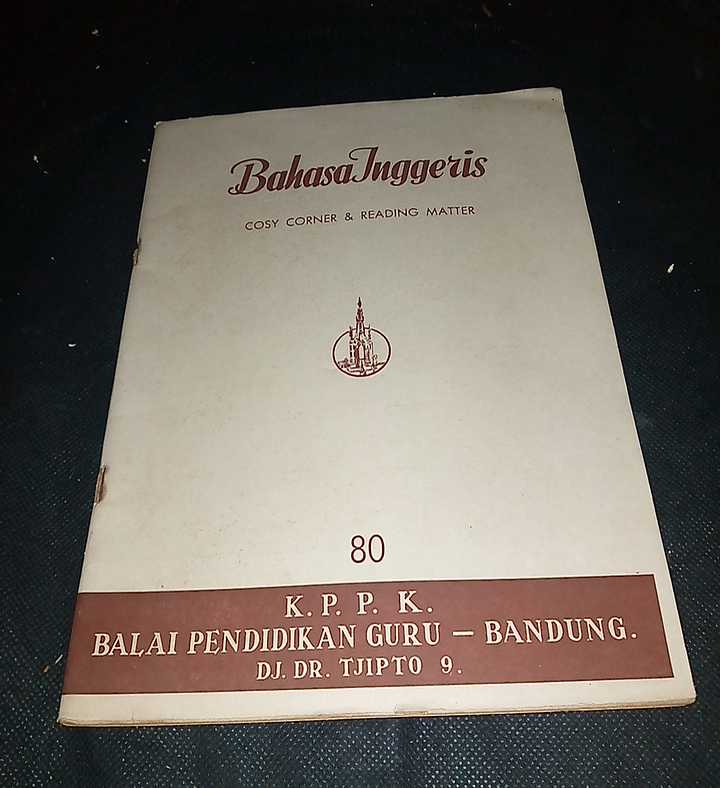 Bahasa Inggeris
COSY CORNER & READING MATTER
80
K. P. P. K.
BALAI PENDIDIKAN GURU — BANDUNG.
DJ. DR. TJIPTO 9.